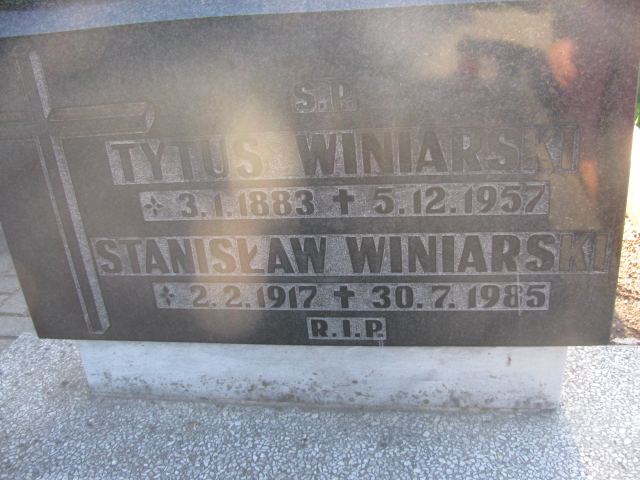 S.P.
TYTUS WINIARSKI
* 3.1.1883 ✝ 5.12.1957
STANISŁAW WINIARSKI
* 2.2.1917 ✝ 30.7.1985
R.I.P.